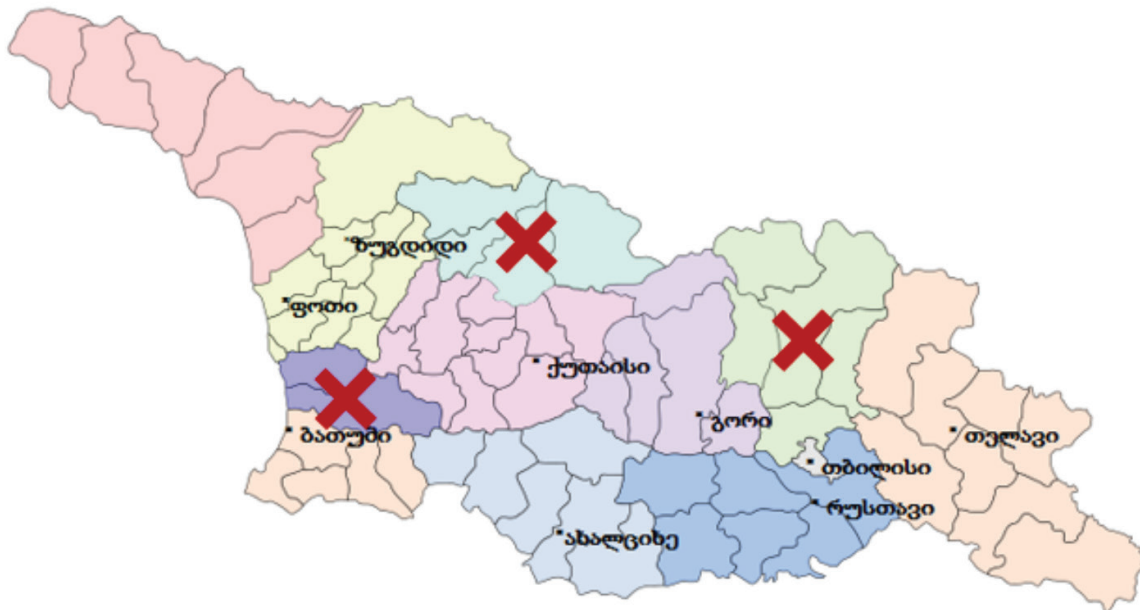 ზუგდიდი
ფოთი
ქუთაისი
გორი
ბათუმი
თელავი
თბილისი
რუსთავი
ახალციხე